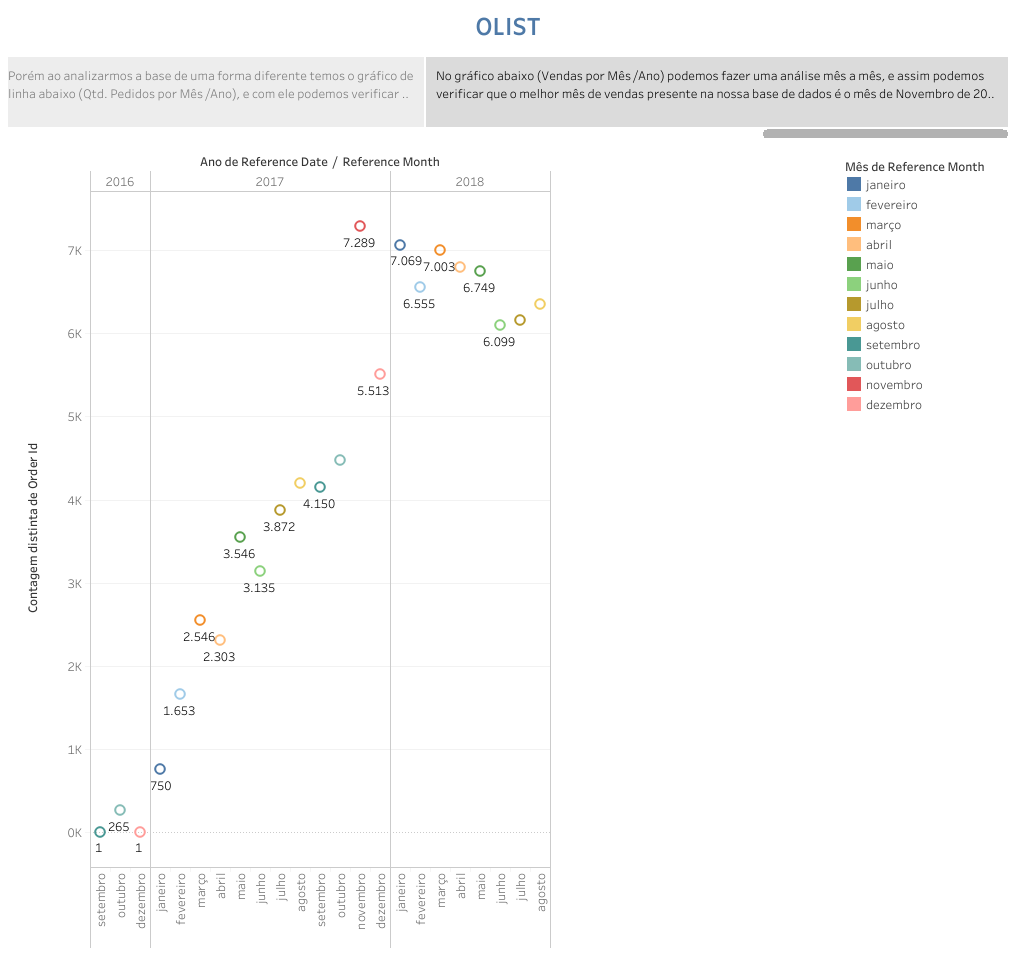 OLIST
Porém ao analizarmos a base de uma forma diferente temos o gráfico de
linha abaixo (Qtd. Pedidos por Mês /Ano), e com ele podemos verificar ..
No gráfico abaixo (Vendas por Mês /Ano) podemos fazer uma análise mês a mês, e assim podemos
verificar que o melhor mês de vendas presente na nossa base de dados é o mês de Novembro de 20..
Ano de Reference Date / Reference Month
2016
2017
2018
Contagem distinta de Order Id
7K
6K
5K
4K
3K
2K
1K
0K
1
265
1
750
1.653
2.546
2.303
3.546
3.135
3.872
4.150
7.289
5.513
7.069
6.555
7.003
6.749
6.099
setembro
outubro
dezembro
janeiro
fevereiro
março
abril
maio
junho
julho
agosto
setembro
outubro
novembro
dezembro
janeiro
fevereiro
março
abril
maio
junho
julho
agosto
Mês de Reference Month
janeiro
fevereiro
março
abril
maio
junho
julho
agosto
setembro
outubro
novembro
dezembro